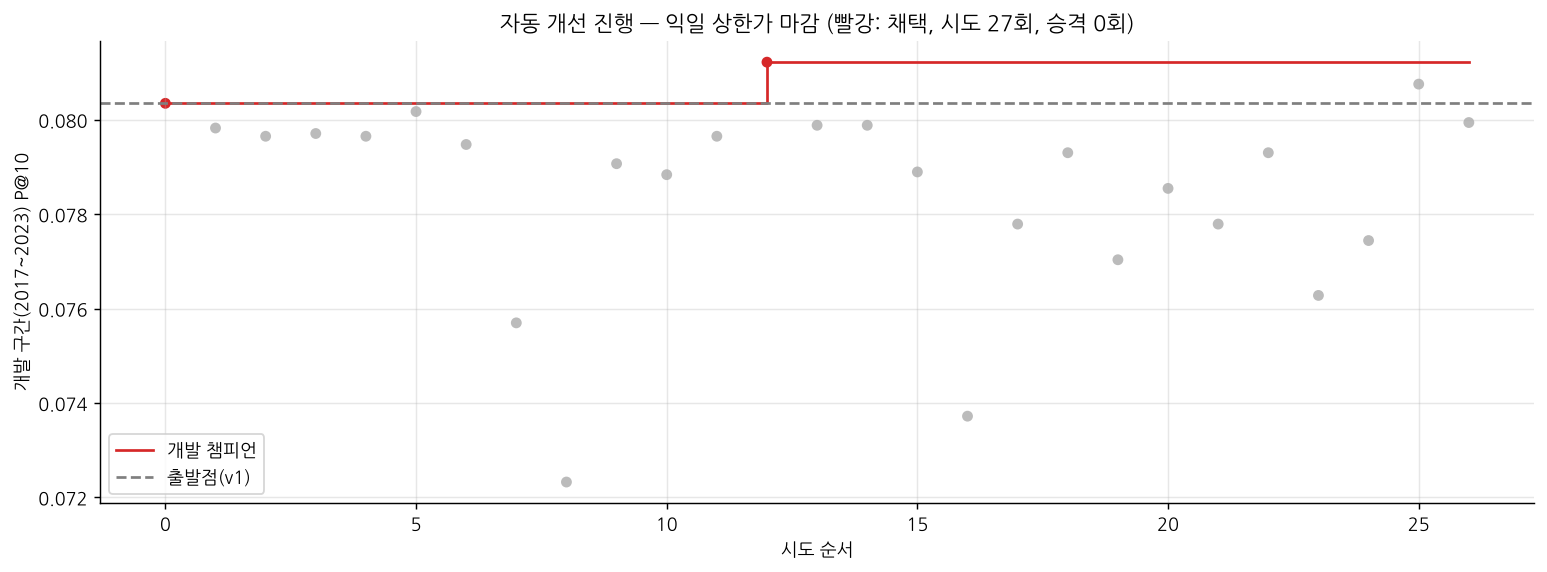 자동 개선 진행 — 익일 상한가 마감 (빨강: 채택, 시도 27회, 승격 0회)
개발 구간(2017~2023) P@10
0.080
0.078
0.076
0.074
0.072
개발 챔피언
출발점(v1)
0 5 10 15 20 25
시도 순서